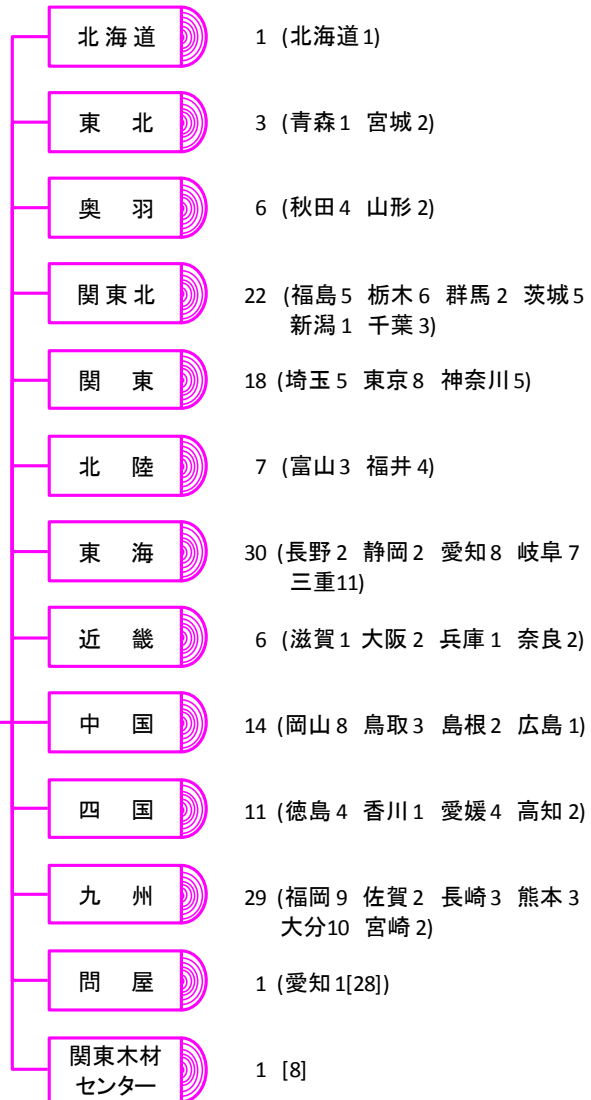 北海道 1 (北海道 1)
東 北 3 (青森 1 宮城 2)
奥 羽 6 (秋田 4 山形 2)
関東北 22 (福島 5 栃木 6 群馬 2 茨城 5
新潟 1 千葉 3)
関 東 18 (埼玉 5 東京 8 神奈川 5)
北 陸 7 (富山 3 福井 4)
東 海 30 (長野 2 静岡 2 愛知 8 岐阜 7
三重 11)
近 畿 6 (滋賀 1 大阪 2 兵庫 1 奈良 2)
中 国 14 (岡山 8 鳥取 3 島根 2 広島 1)
四 国 11 (徳島 4 香川 1 愛媛 4 高知 2)
九 州 29 (福岡 9 佐賀 2 長崎 3 熊本 3
大分 10 宮崎 2)
問 屋 1 (愛知 1[28])
関東木材
センター 1 [8]